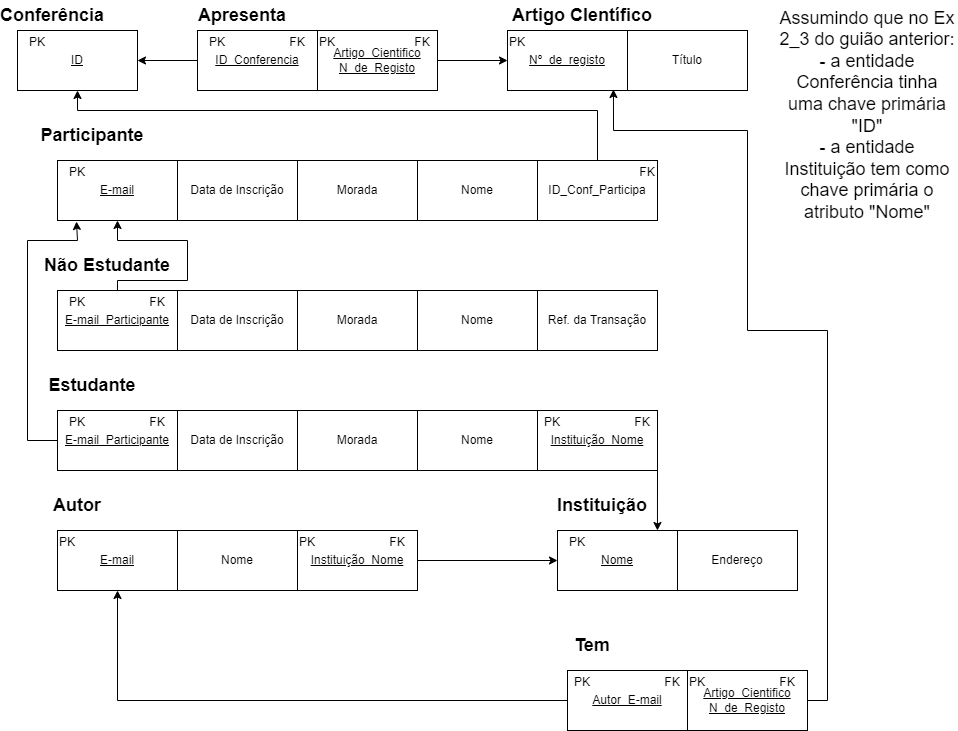 Conferência
Apresenta
Artigo CIentífico
PK
ID
PK FK
ID_Conferencia
PK FK
Artigo_Cientifico
N_de_Registo
PK
Nº_de_registo
Título
Assumindo que no Ex
2_3 do guião anterior:
- a entidade
Conferência tinha
uma chave primária
"ID"
- a entidade
Instituição tem como
chave primária o
atributo "Nome"
Participante
PK
E-mail
Data de Inscrição
Morada
Nome
FK
ID_Conf_Participa
Não Estudante
PK FK
E-mail_Participante
Data de Inscrição
Morada
Nome
Ref. da Transação
Estudante
PK FK
E-mail_Participante
Data de Inscrição
Morada
Nome
PK FK
Instituição_Nome
Autor
PK
E-mail
Nome
PK FK
Instituição_Nome
Instituição
PK
Nome
Endereço
Tem
PK FK
Autor_E-mail
PK FK
Artigo_Cientifico
N_de_Registo